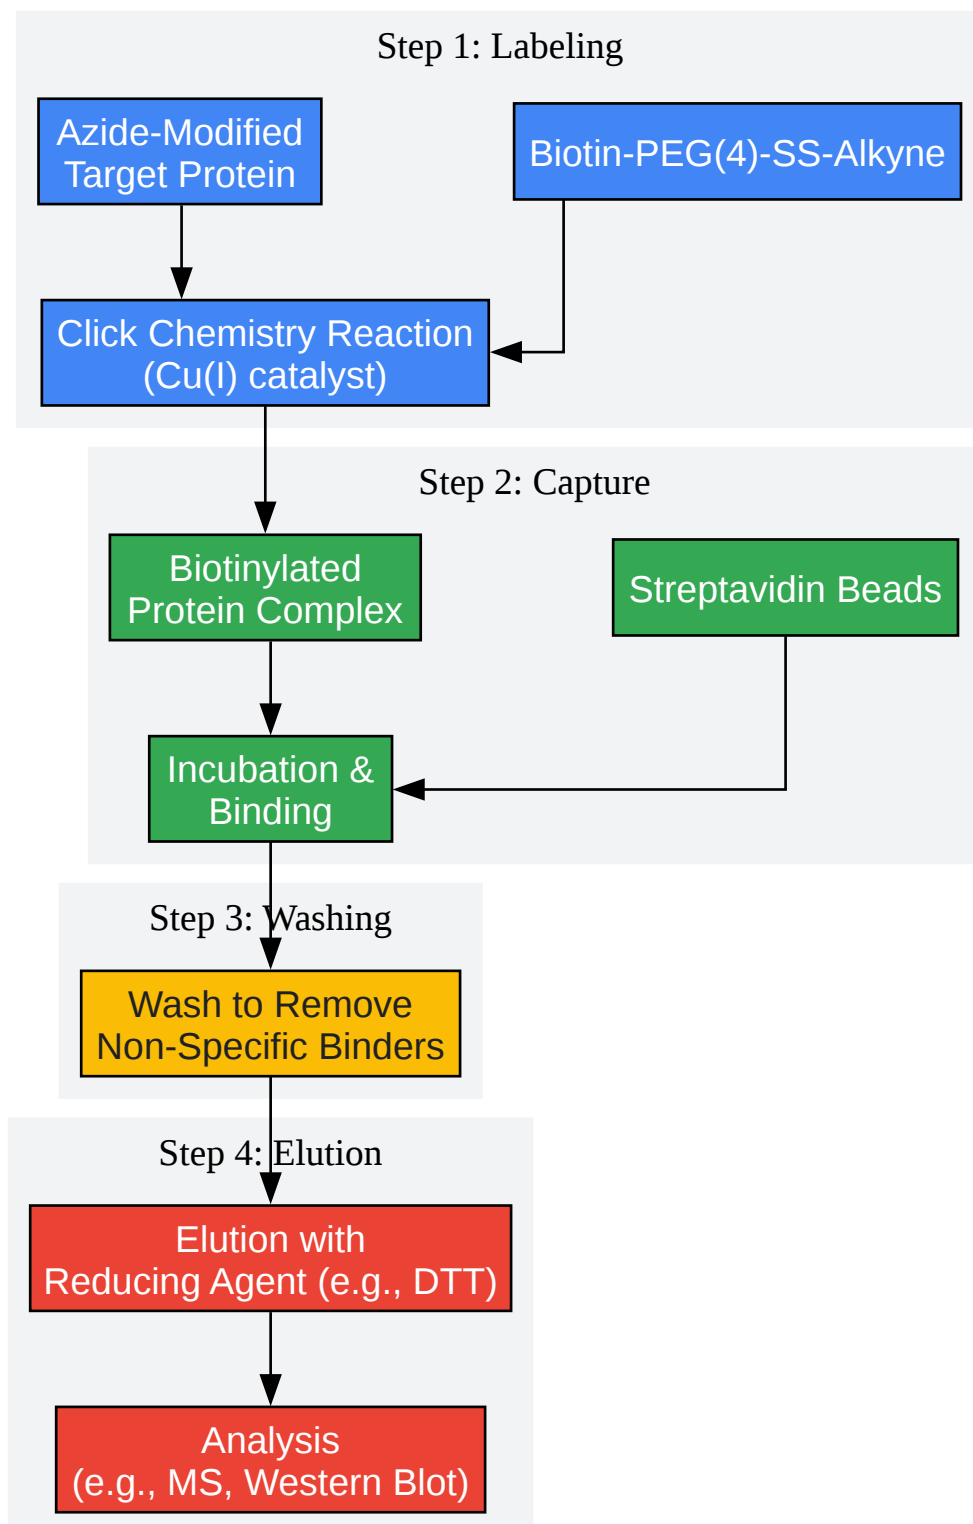 Step 1: Labeling
Azide-Modified
Target Protein
Biotin-PEG(4)-SS-Alkyne
Click Chemistry Reaction
(Cu(I) catalyst)
Step 2: Capture
Biotinylated
Protein Complex
Streptavidin Beads
Incubation &
Binding
Step 3: Washing
Wash to Remove
Non-Specific Binders
Step 4: Elution
Elution with
Reducing Agent (e.g., DTT)
Analysis
(e.g., MS, Western Blot)